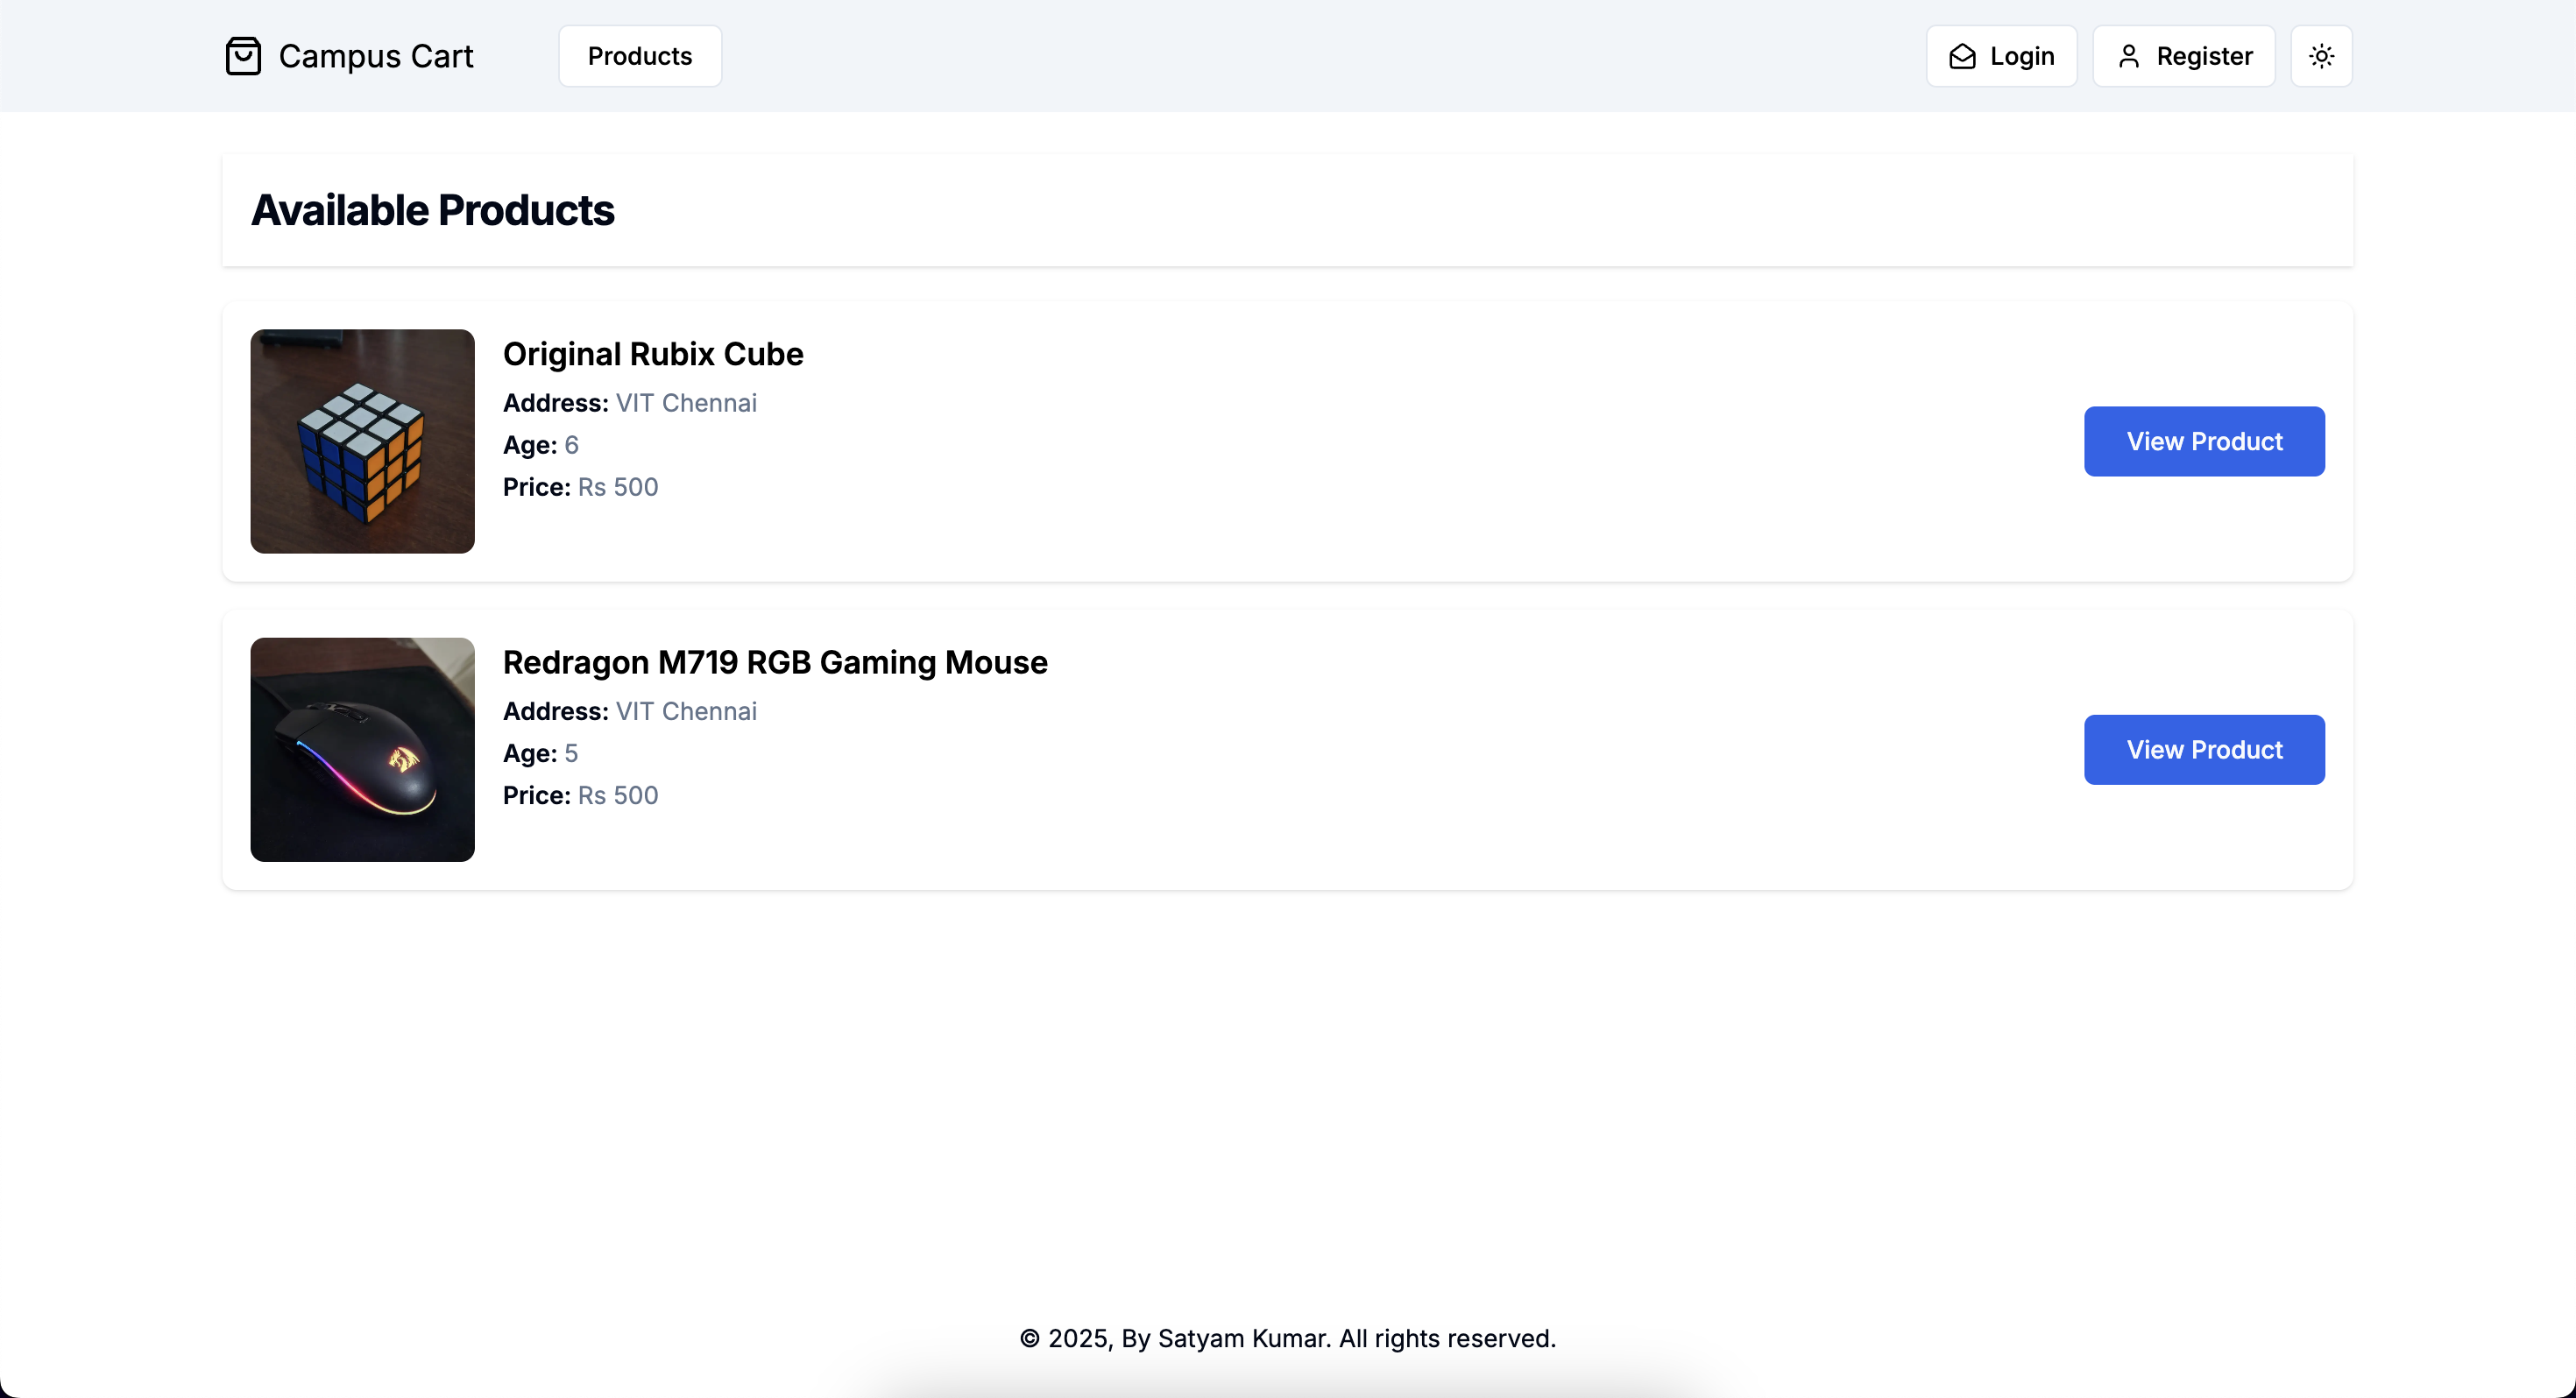 Campus Cart
Products
Login
Register
Available Products
Original Rubix Cube
Address: VIT Chennai
Age: 6
Price: Rs 500
View Product
Redragon M719 RGB Gaming Mouse
Address: VIT Chennai
Age: 5
Price: Rs 500
View Product
© 2025, By Satyam Kumar. All rights reserved.